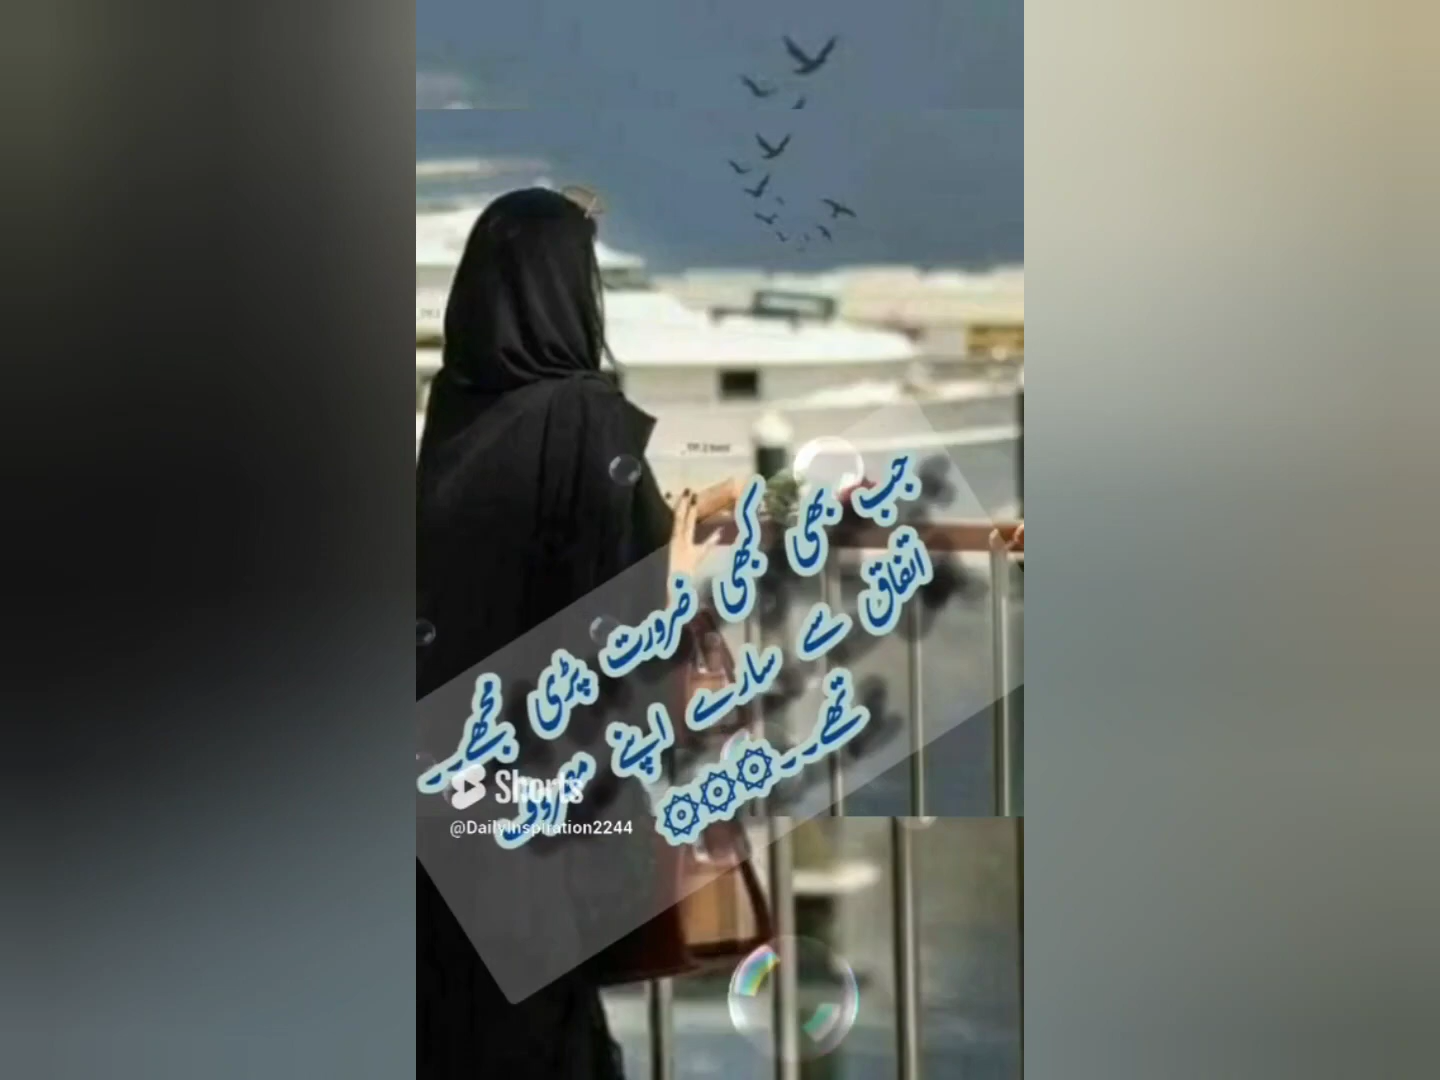 جب بھی کبھی ضرورت پڑی مجھے۔۔
اتفاق سے سارے اپنے مصروف
تھے۔۔۞۞۞
Shorts
@DailyInspiration2244